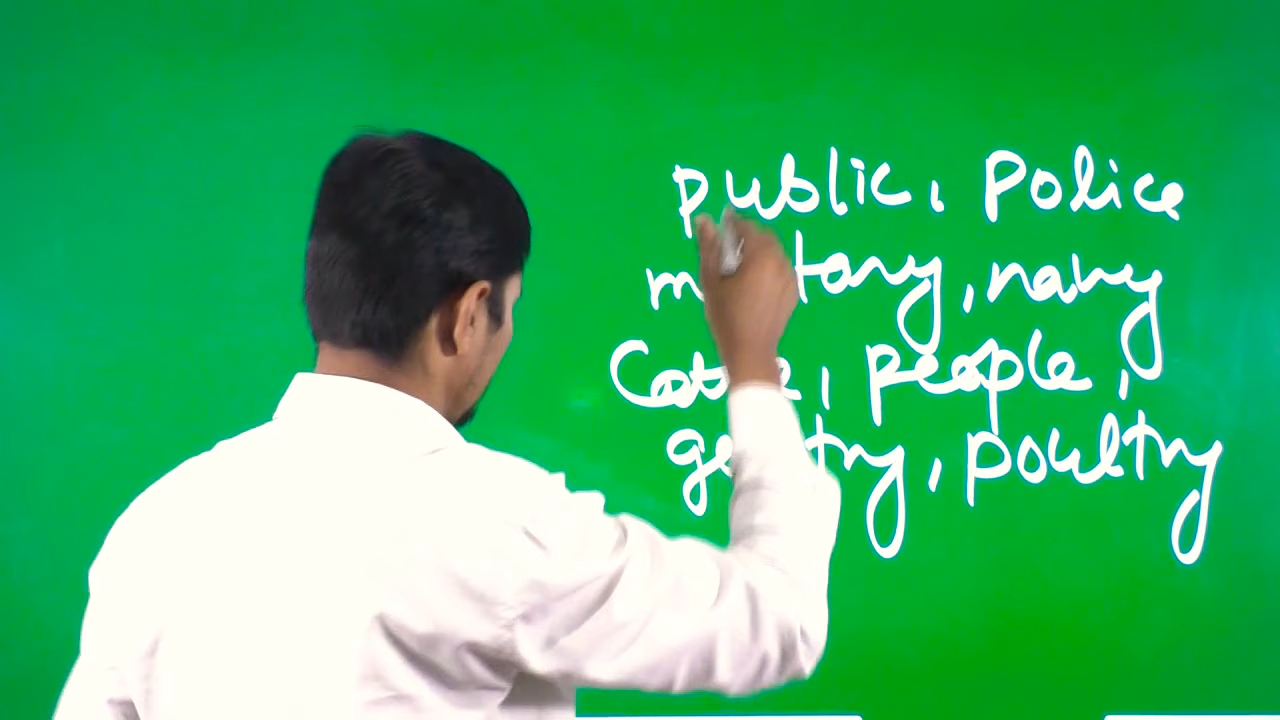 public, Police
, navy
, people,
, poultry